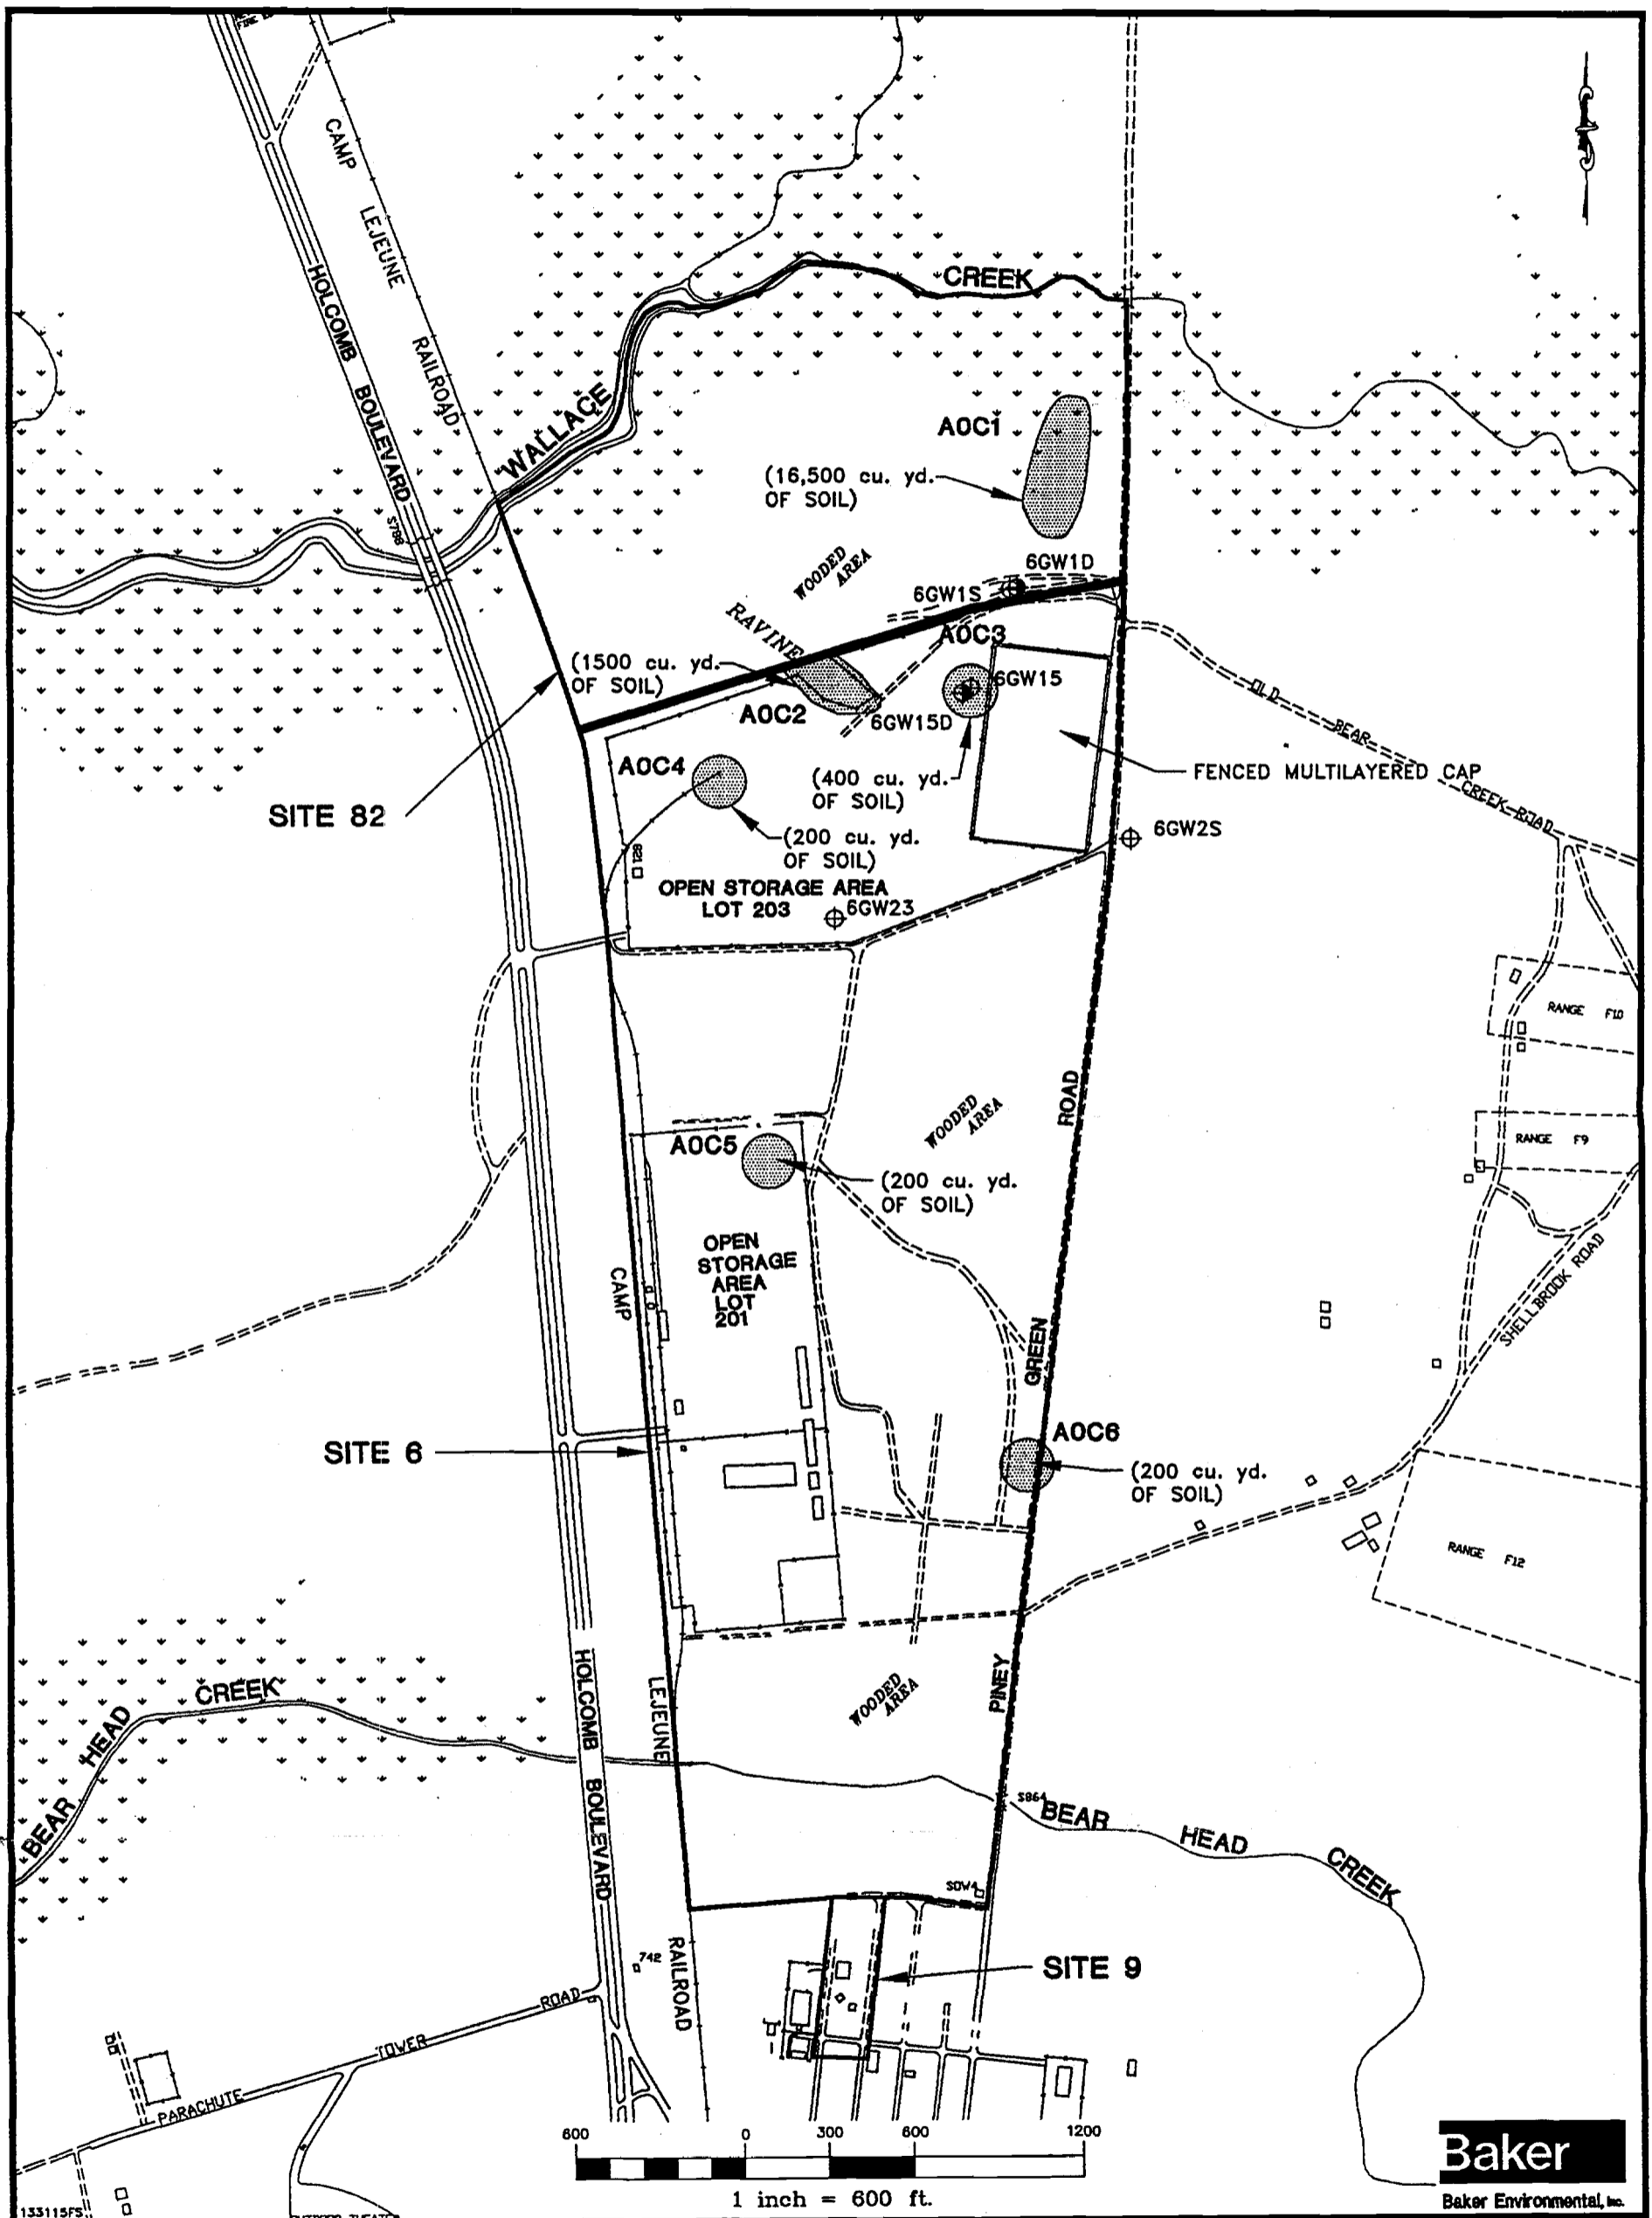 CAMP
LEJEUNE
RAILROAD
HOLCOMB
BOULEVARD
S788
WALLACE
CREEK
AOC1
(16,500 cu. yd.
OF SOIL)
WOODED
AREA
6GW1D
6GW1S
RAVINE
AOC3
(1500 cu. yd.
OF SOIL)
6GW15
AOC2
6GW15D
OLD
BEAR
CREEK ROAD
AOC4
(400 cu. yd.
OF SOIL)
FENCED MULTILAYERED CAP
SITE 82
(200 cu. yd.
OF SOIL)
6GW2S
OPEN STORAGE AREA
LOT 203
6GW23
RANGE F10
WOODED
AREA
ROAD
RANGE F9
AOC5
(200 cu. yd.
OF SOIL)
OPEN
STORAGE
AREA
LOT
201
CAMP
SHELLBROOK ROAD
GREEN
SITE 6
AOC6
(200 cu. yd.
OF SOIL)
RANGE F12
WOODED
AREA
PINEY
HOLCOMB
BOULEVARD
LEJEUNE
BEAR
HEAD
CREEK
S864
BEAR
HEAD
CREEK
SDW4
742
RAILROAD
SITE 9
PARACHUTE
TOWER
ROAD
600 0 300 600 1200
1 inch = 600 ft.
Baker
Baker Environmental, Inc.
133115FS